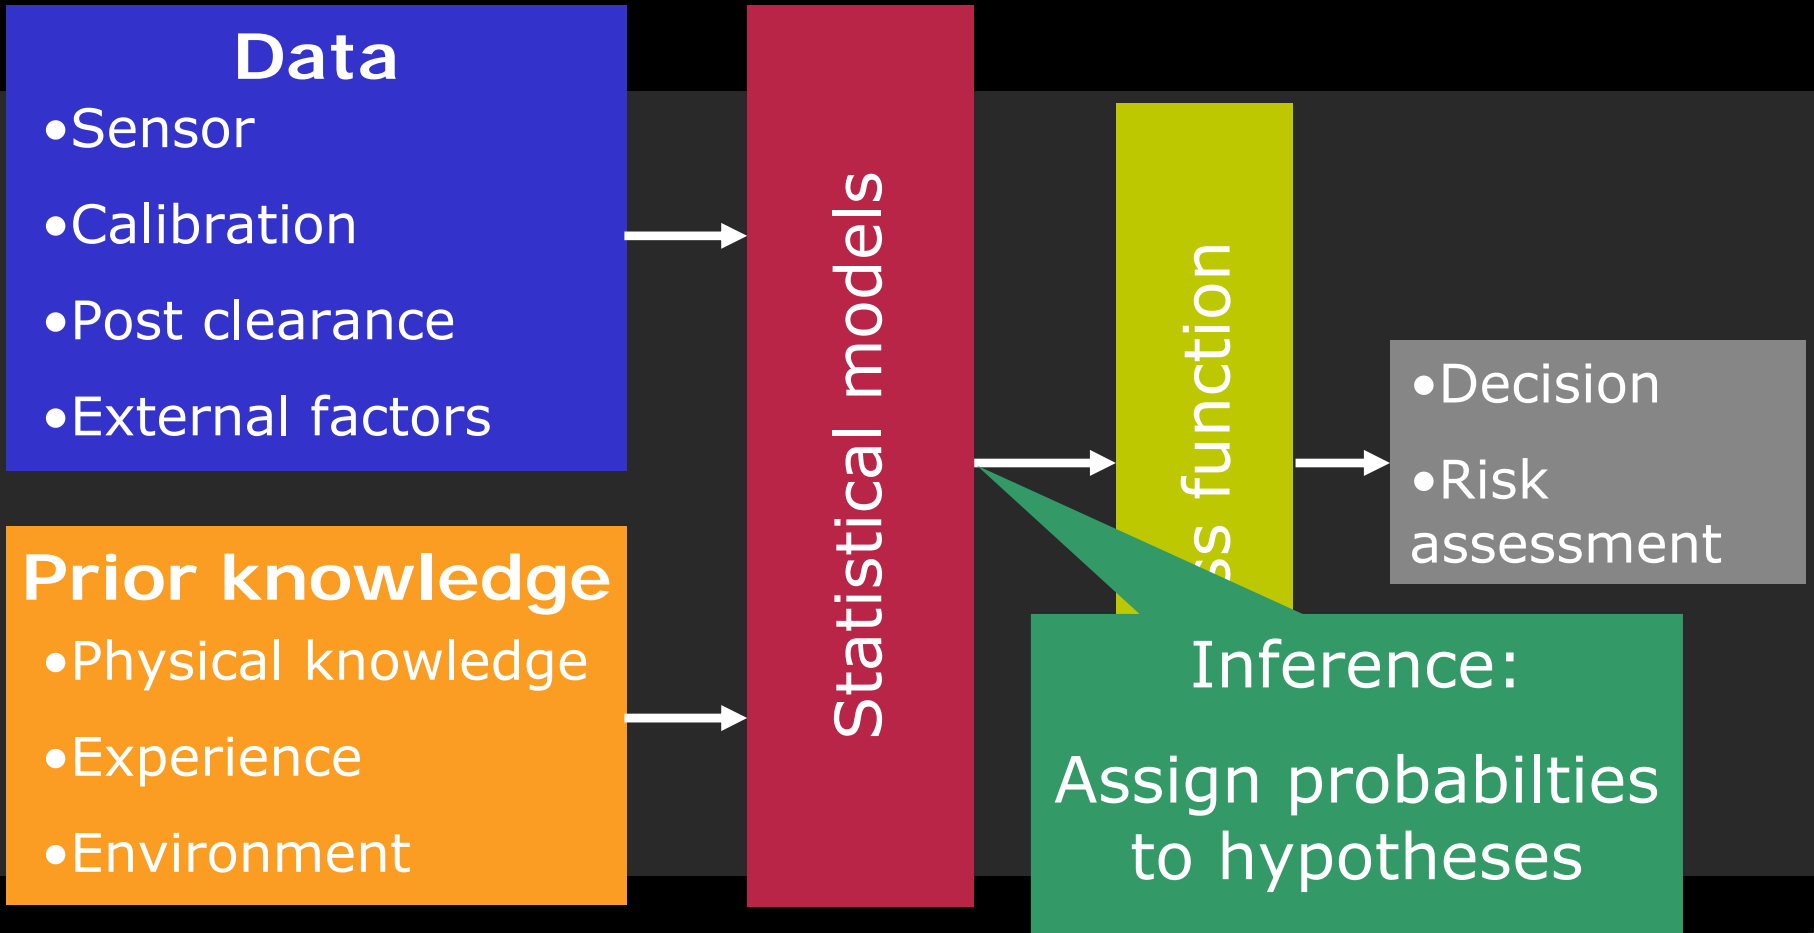 Data
•Sensor
•Calibration
•Post clearance
•External factors
Prior knowledge
•Physical knowledge
•Experience
•Environment
Statistical models
function
•Decision
•Risk
assessment
Inference:
Assign probabilties
to hypotheses